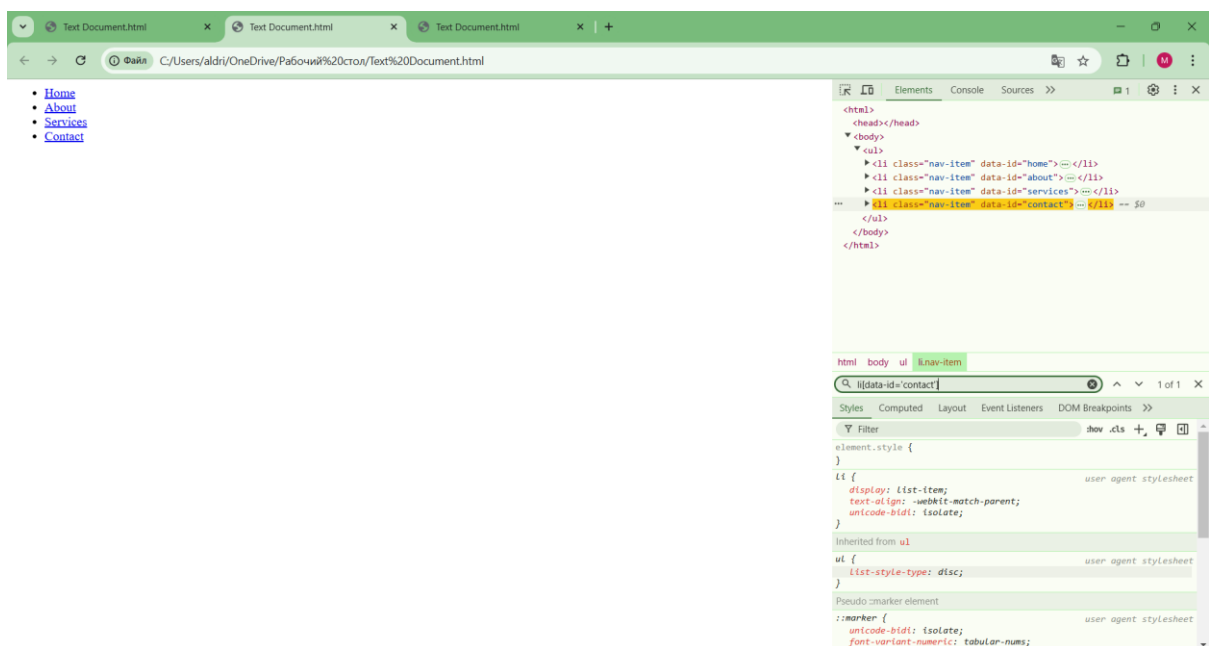 Text Document.html Text Document.html Text Document.html
Файл C:/Users/aldri/OneDrive/Рабочий%20стол/Text%20Document.html M
Home
About
Services
Contact
Elements Console Sources 1
<html>
<head></head>
<body>
<ul>
<li class="nav-item" data-id="home">…</li>
<li class="nav-item" data-id="about">…</li>
<li class="nav-item" data-id="services">…</li>
<li class="nav-item" data-id="contact">…</li> == $0
</ul>
</body>
</html>
html body ul li.nav-item
li[data-id='contact'] 1 of 1
Styles Computed Layout Event Listeners DOM Breakpoints
Filter :hov .cls
element.style {
}
li { user agent stylesheet
display: list-item;
text-align: -webkit-match-parent;
unicode-bidi: isolate;
}
Inherited from ul
ul { user agent stylesheet
list-style-type: disc;
}
Pseudo ::marker element
::marker { user agent stylesheet
unicode-bidi: isolate;
font-variant-numeric: tabular-nums;